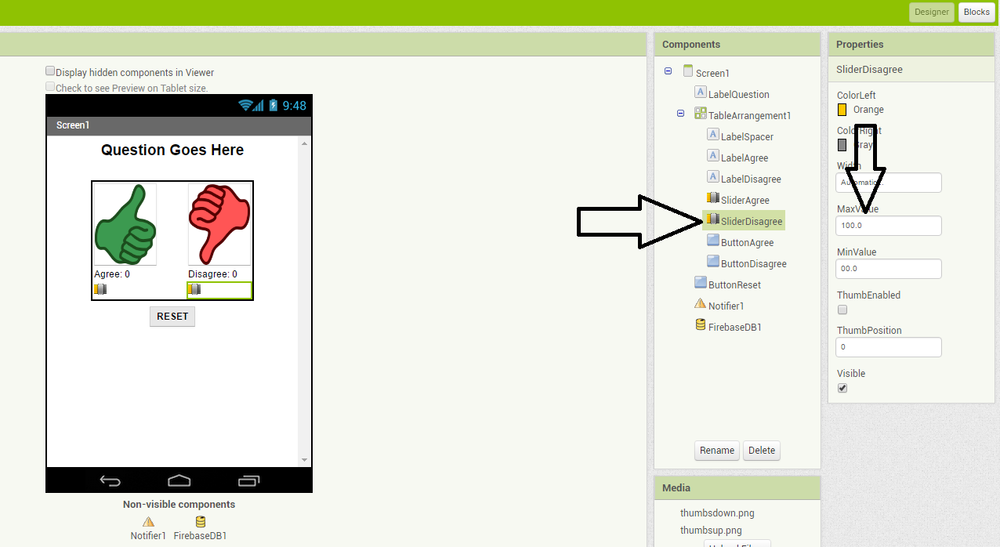 Designer
Blocks
Display hidden components in Viewer
Check to see Preview on Tablet size.
9:48
Screen1
Question Goes Here
Agree: 0
Disagree: 0
RESET
Non-visible components
Notifier1
FirebaseDB1
Components
Screen1
LabelQuestion
TableArrangement1
LabelSpacer
LabelAgree
LabelDisagree
SliderAgree
SliderDisagree
ButtonAgree
ButtonDisagree
ButtonReset
Notifier1
FirebaseDB1
Rename
Delete
Media
thumbsdown.png
thumbsup.png
Properties
SliderDisagree
ColorLeft
Orange
ColorRight
Gray
Width
Automatic...
MaxValue
100.0
MinValue
00.0
ThumbEnabled
ThumbPosition
0
Visible